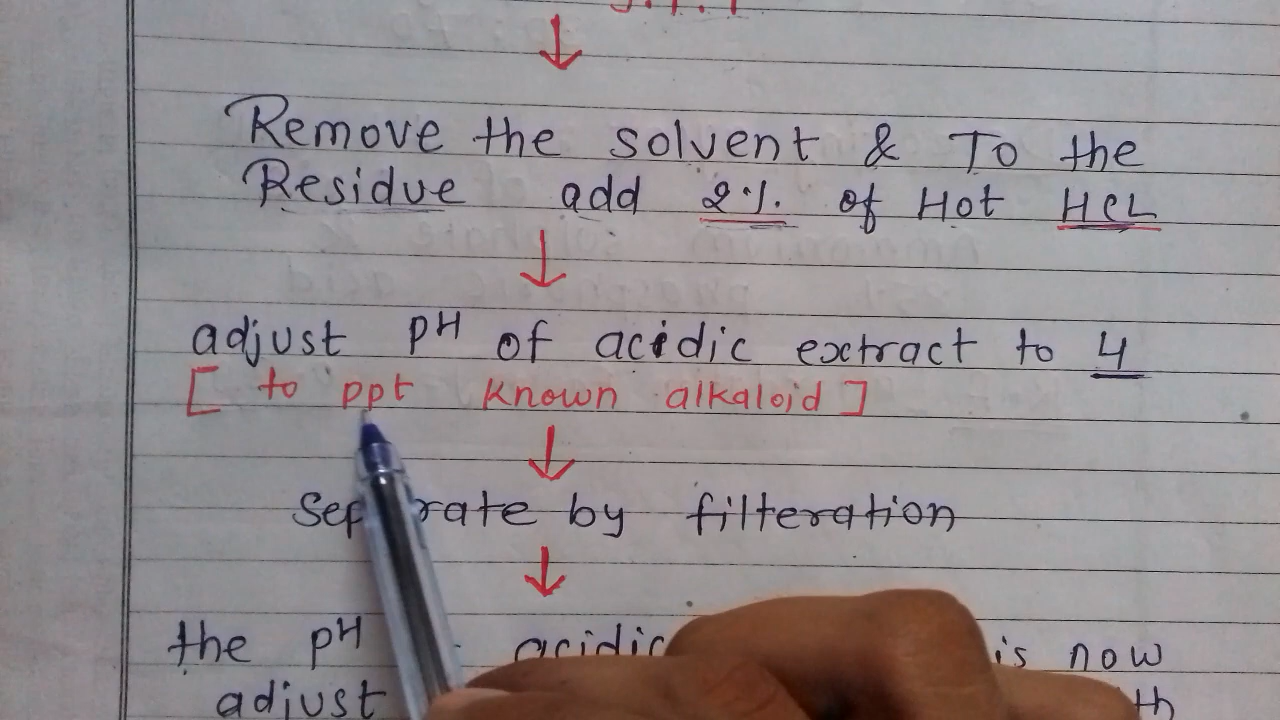 Remove the solvent & To the
Residue add 2%. of Hot HCL
adjust PH of acidic extract to 4
[ to ppt known alkaloid ]
by filteration
the PH acidic is now
adjust